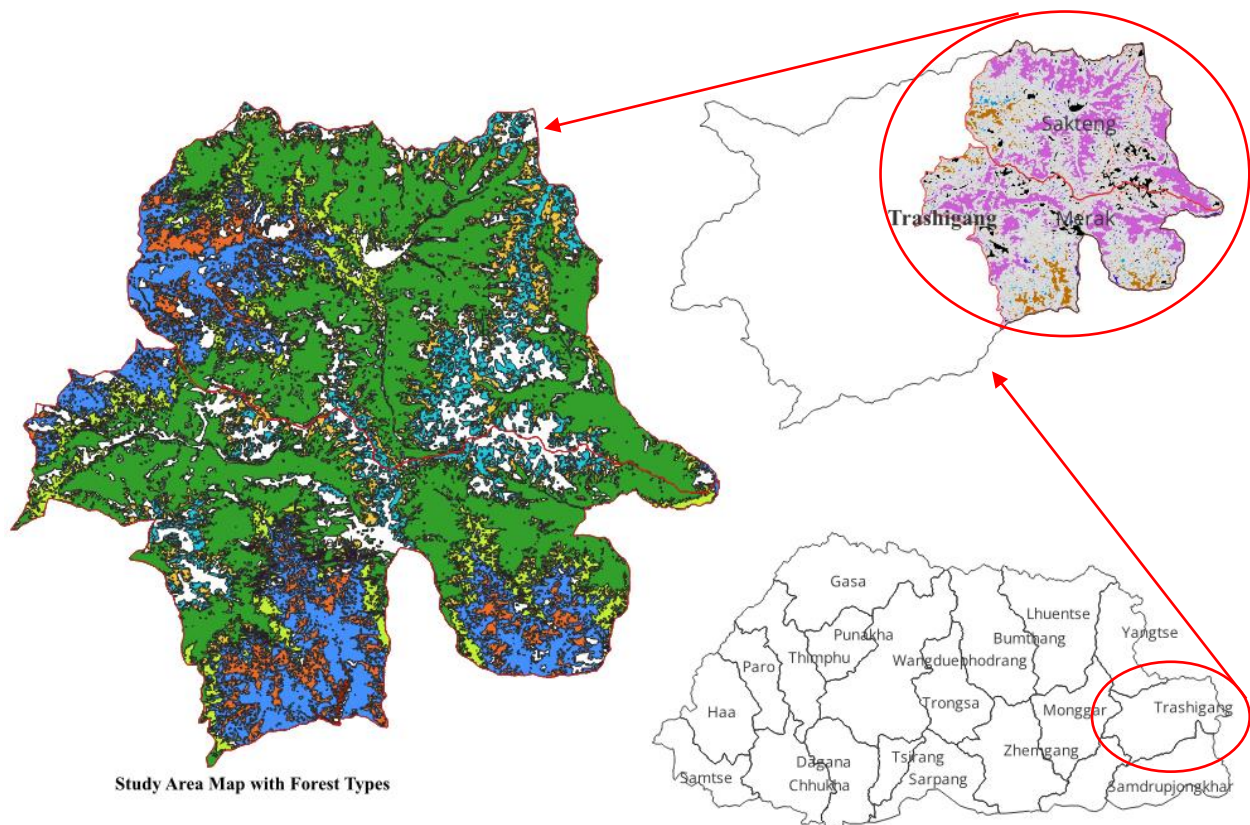 Sakteng
Trashigang
Merak
Study Area Map with Forest Types
Gasa
Lhuentse
Punakha
Bumthang
Yangtse
Thimphu
Paro
Wangduephodrang
Trongsa
Monggar
Trashigang
Haa
Zhemgang
Tsirang
Dagana
Samtse
Chhukha
Sarpang
Samdrupjongkhar